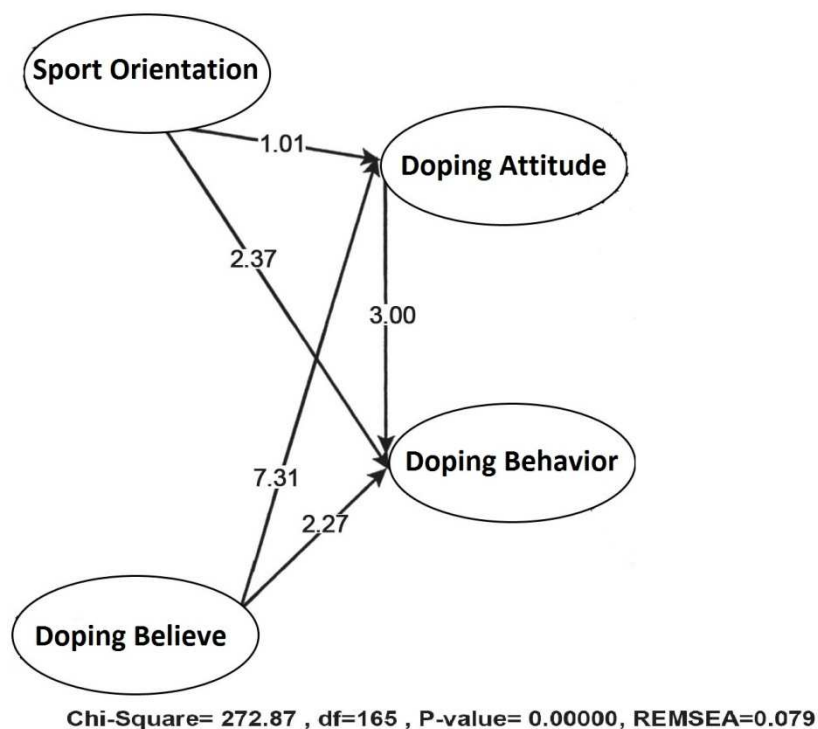 Sport Orientation
1.01
Doping Attitude
2.37
3.00
Doping Behavior
7.31
2.27
Doping Believe
Chi-Square= 272.87 , df=165 , P-value= 0.00000, REMSEA=0.079